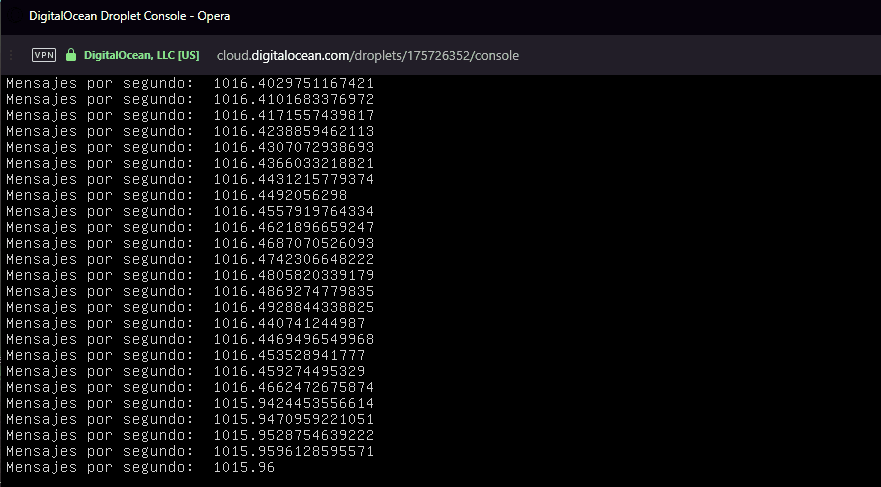 DigitalOcean Droplet Console - Opera
VPN DigitalOcean, LLC [US] cloud.digitalocean.com/droplets/175726352/console
Mensajes por segundo: 1016.4029751167421
Mensajes por segundo: 1016.4101683376972
Mensajes por segundo: 1016.4171557439817
Mensajes por segundo: 1016.4238859462113
Mensajes por segundo: 1016.4307072938693
Mensajes por segundo: 1016.4366033218821
Mensajes por segundo: 1016.4431215779374
Mensajes por segundo: 1016.4492056298
Mensajes por segundo: 1016.4557919764334
Mensajes por segundo: 1016.4621896659247
Mensajes por segundo: 1016.4687070526093
Mensajes por segundo: 1016.4742306648222
Mensajes por segundo: 1016.4805820339179
Mensajes por segundo: 1016.4869274779835
Mensajes por segundo: 1016.4928844338825
Mensajes por segundo: 1016.440741244987
Mensajes por segundo: 1016.4469496549968
Mensajes por segundo: 1016.453528941777
Mensajes por segundo: 1016.459274495329
Mensajes por segundo: 1016.4662472675874
Mensajes por segundo: 1015.9424453556614
Mensajes por segundo: 1015.9470959221051
Mensajes por segundo: 1015.9528754639222
Mensajes por segundo: 1015.9596128595571
Mensajes por segundo: 1015.96